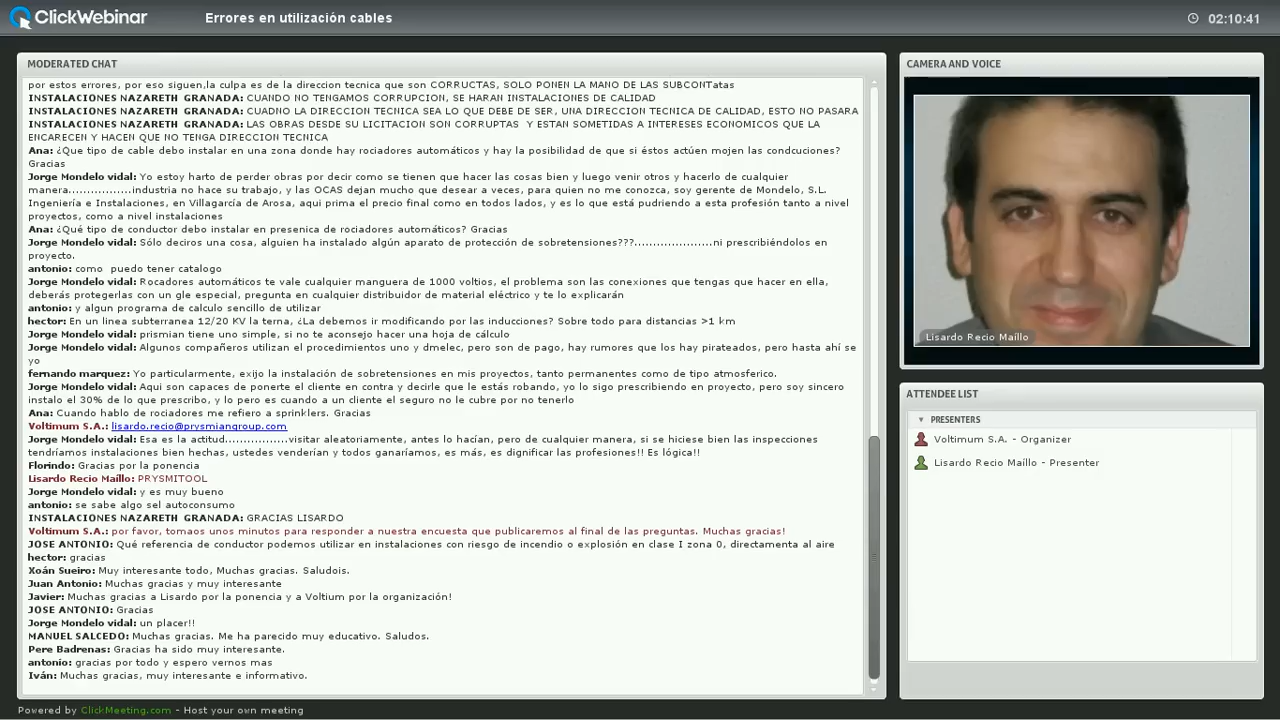 ClickWebinar
Errores en utilización cables
02:10:41
MODERATED CHAT
por estos errores, por eso siguen,la culpa es de la direccion tecnica que son CORRUCTAS, SOLO PONEN LA MANO DE LAS SUBCONTatas
INSTALACIONES NAZARETH GRANADA: CUANDO NO TENGAMOS CORRUPCION, SE HARAN INSTALACIONES DE CALIDAD
INSTALACIONES NAZARETH GRANADA: CUADNO LA DIRECCION TECNICA SEA LO QUE DEBE DE SER, UNA DIRECCION TECNICA DE CALIDAD, ESTO NO PASARA
INSTALACIONES NAZARETH GRANADA: LAS OBRAS DESDE SU LICITACION SON CORRUPTAS Y ESTAN SOMETIDAS A INTERESES ECONOMICOS QUE LA
ENCARECEN Y HACEN QUE NO TENGA DIRECCION TECNICA
Ana: ¿Que tipo de cable debo instalar en una zona donde hay rociadores automáticos y hay la posibilidad de que si éstos actúen mojen las condcuciones?
Gracias
Jorge Mondelo vidal: Yo estoy harto de perder obras por decir como se tienen que hacer las cosas bien y luego venir otros y hacerlo de cualquier
manera.................industria no hace su trabajo, y las OCAS dejan mucho que desear a veces, para quien no me conozca, soy gerente de Mondelo, S.L.
Ingeniería e Instalaciones, en Villagarcía de Arosa, aqui prima el precio final como en todos lados, y es lo que está pudriendo a esta profesión tanto a nivel
proyectos, como a nivel instalaciones
Ana: ¿Qué tipo de conductor debo instalar en presenica de rociadores automáticos? Gracias
Jorge Mondelo vidal: Sólo deciros una cosa, alguien ha instalado algún aparato de protección de sobretensiones???.....................ni prescribiéndolos en
proyecto.
antonio: como puedo tener catalogo
Jorge Mondelo vidal: Rocadores automáticos te vale cualquier manguera de 1000 voltios, el problema son las conexiones que tengas que hacer en ella,
deberás protegerlas con un gle especial, pregunta en cualquier distribuidor de material eléctrico y te lo explicarán
antonio: y algun programa de calculo sencillo de utilizar
hector: En un linea subterranea 12/20 KV la terna, ¿La debemos ir modificando por las inducciones? Sobre todo para distancias >1 km
Jorge Mondelo vidal: prismian tiene uno simple, si no te aconsejo hacer una hoja de cálculo
Jorge Mondelo vidal: Algunos compañeros utilizan el procedimientos uno y dmelec, pero son de pago, hay rumores que los hay pirateados, pero hasta ahí se
yo
fernando marquez: Yo particularmente, exijo la instalación de sobretensiones en mis proyectos, tanto permanentes como de tipo atmosferico.
Jorge Mondelo vidal: Aqui son capaces de ponerte el cliente en contra y decirle que le estás robando, yo lo sigo prescribiendo en proyecto, pero soy sincero
instalo el 30% de lo que prescribo, y lo pero es cuando a un cliente el seguro no le cubre por no tenerlo
Ana: Cuando hablo de rociadores me refiero a sprinklers. Gracias
Voltimum S.A.: lisardo.recio@prysmiangroup.com
Jorge Mondelo vidal: Esa es la actitud.................visitar aleatoriamente, antes lo hacían, pero de cualquier manera, si se hiciese bien las inspecciones
tendríamos instalaciones bien hechas, ustedes venderían y todos ganaríamos, es más, es dignificar las profesiones!! Es lógica!!
Florindo: Gracias por la ponencia
Lisardo Recio Maíllo: PRYSMITOOL
Jorge Mondelo vidal: y es muy bueno
antonio: se sabe algo sel autoconsumo
INSTALACIONES NAZARETH GRANADA: GRACIAS LISARDO
Voltimum S.A.: por favor, tomaos unos minutos para responder a nuestra encuesta que publicaremos al final de las preguntas. Muchas gracias!
JOSE ANTONIO: Qué referencia de conductor podemos utilizar en instalaciones con riesgo de incendio o explosión en clase I zona 0, directamenta al aire
hector: gracias
Xoán Sueiro: Muy interesante todo, Muchas gracias. Saludois.
Juan Antonio: Muchas gracias y muy interesante
Javier: Muchas gracias a Lisardo por la ponencia y a Voltium por la organización!
JOSE ANTONIO: Gracias
Jorge Mondelo vidal: un placer!!
MANUEL SALCEDO: Muchas gracias. Me ha parecido muy educativo. Saludos.
Pere Badrenas: Gracias ha sido muy interesante.
antonio: gracias por todo y espero vernos mas
Iván: Muchas gracias, muy interesante e informativo.
CAMERA AND VOICE
Lisardo Recio Maíllo
ATTENDEE LIST
PRESENTERS
Voltimum S.A. - Organizer
Lisardo Recio Maíllo - Presenter
Powered by ClickMeeting.com - Host your own meeting